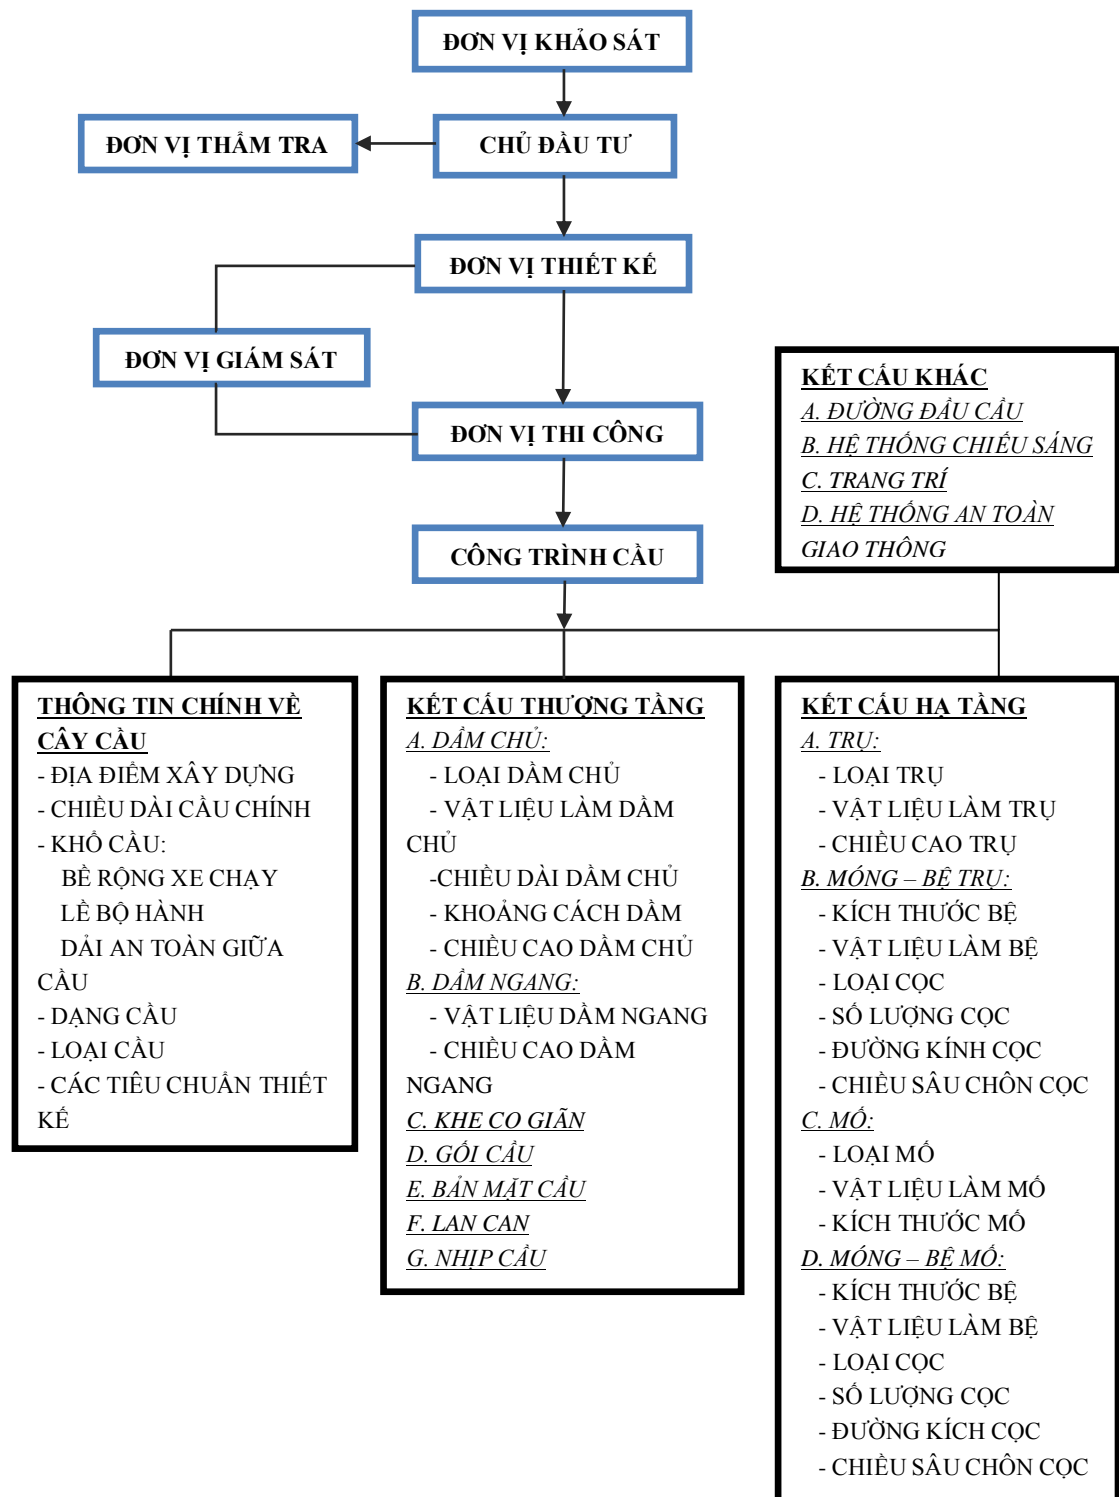 ĐƠN VỊ KHẢO SÁT
ĐƠN VỊ THẨM TRA
CHỦ ĐẦU TƯ
ĐƠN VỊ THIẾT KẾ
ĐƠN VỊ GIÁM SÁT
ĐƠN VỊ THI CÔNG
CÔNG TRÌNH CẦU
KẾT CẤU KHÁC
A. ĐƯỜNG ĐẦU CẦU
B. HỆ THỐNG CHIẾU SÁNG
C. TRANG TRÍ
D. HỆ THỐNG AN TOÀN
GIAO THÔNG
THÔNG TIN CHÍNH VỀ
CÂY CẦU
- ĐỊA ĐIỂM XÂY DỰNG
- CHIỀU DÀI CẦU CHÍNH
- KHỔ CẦU:
BỀ RỘNG XE CHẠY
LỀ BỘ HÀNH
DẢI AN TOÀN GIỮA
CẦU
- DẠNG CẦU
- LOẠI CẦU
- CÁC TIÊU CHUẨN THIẾT
KẾ
KẾT CẤU THƯỢNG TẦNG
A. DẦM CHỦ:
- LOẠI DẦM CHỦ
- VẬT LIỆU LÀM DẦM
CHỦ
-CHIỀU DÀI DẦM CHỦ
- KHOẢNG CÁCH DẦM
- CHIỀU CAO DẦM CHỦ
B. DẦM NGANG:
- VẬT LIỆU DẦM NGANG
- CHIỀU CAO DẦM
NGANG
C. KHE CO GIÃN
D. GỐI CẦU
E. BẢN MẶT CẦU
F. LAN CAN
G. NHỊP CẦU
KẾT CẤU HẠ TẦNG
A. TRỤ:
- LOẠI TRỤ
- VẬT LIỆU LÀM TRỤ
- CHIỀU CAO TRỤ
B. MÓNG – BỆ TRỤ:
- KÍCH THƯỚC BỆ
- VẬT LIỆU LÀM BỆ
- LOẠI CỌC
- SỐ LƯỢNG CỌC
- ĐƯỜNG KÍNH CỌC
- CHIỀU SÂU CHÔN CỌC
C. MỐ:
- LOẠI MỐ
- VẬT LIỆU LÀM MỐ
- KÍCH THƯỚC MỐ
D. MÓNG – BỆ MỐ:
- KÍCH THƯỚC BỆ
- VẬT LIỆU LÀM BỆ
- LOẠI CỌC
- SỐ LƯỢNG CỌC
- ĐƯỜNG KÍCH CỌC
- CHIỀU SÂU CHÔN CỌC